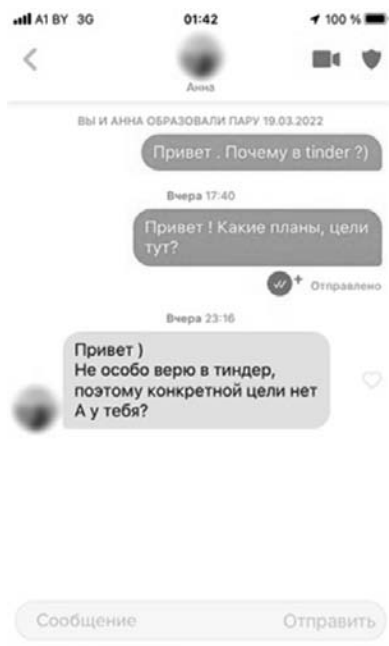 A1 BY 3G 01:42 100 %
Анна
ВЫ И АННА ОБРАЗОВАЛИ ПАРУ 19.03.2022
Привет . Почему в tinder ?)
Вчера 17:40
Привет ! Какие планы, цели
тут?
Отправлено
Вчера 23:16
Привет )
Не особо верю в тиндер,
поэтому конкретной цели нет
А у тебя?
Сообщение Отправить